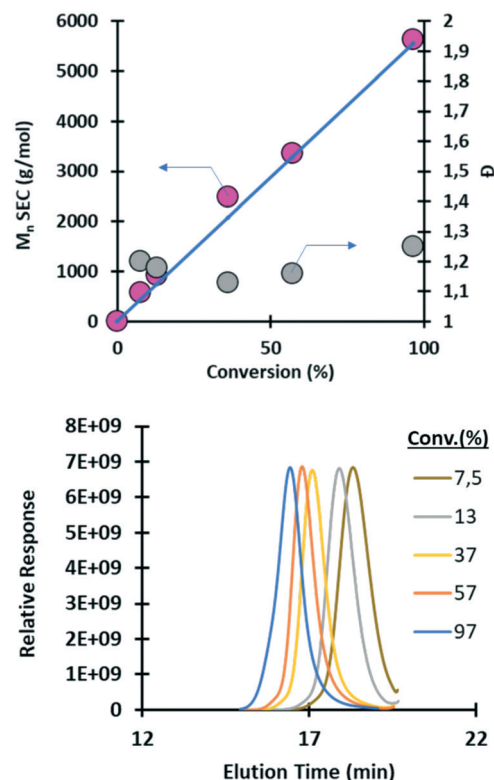 6000
5000
4000
3000
2000
1000
0
Mn SEC (g/mol)
2
1,9
1,8
1,7
1,6
1,5
1,4
1,3
1,2
1,1
1
Đ
0 50 100
Conversion (%)
8E+09
7E+09
6E+09
5E+09
4E+09
3E+09
2E+09
1E+09
0
Relative Response
Conv.(%)
7,5
13
37
57
97
12 17 22
Elution Time (min)